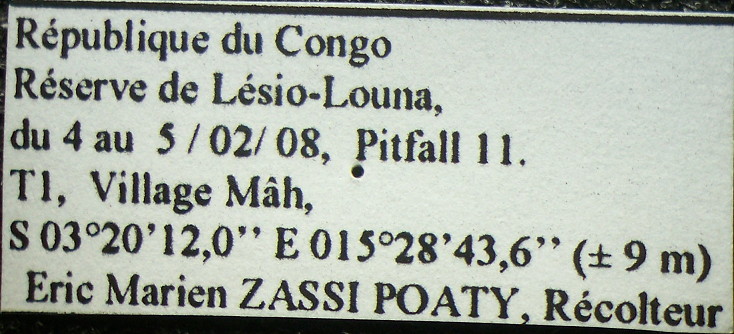 République du Congo
Réserve de Lésio-Louna,
du 4 au 5 / 02/ 08, Pitfall 11.
T1, Village Mâh,
S 03°20'12,0'' E 015°28'43,6'' (± 9 m)
Eric Marien ZASSI POATY, Récolteur